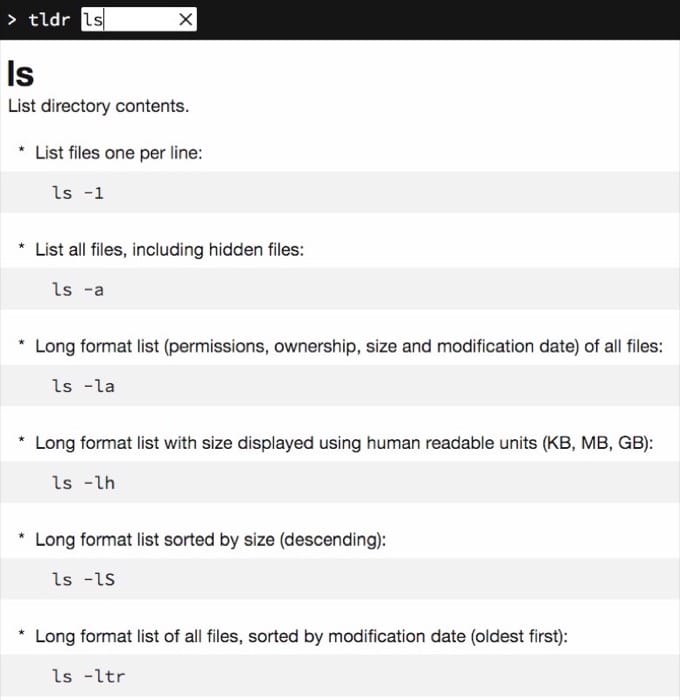 > tldr ls ×
ls
List directory contents.
* List files one per line:
ls -1
* List all files, including hidden files:
ls -a
* Long format list (permissions, ownership, size and modification date) of all files:
ls -la
* Long format list with size displayed using human readable units (KB, MB, GB):
ls -lh
* Long format list sorted by size (descending):
ls -lS
* Long format list of all files, sorted by modification date (oldest first):
ls -ltr